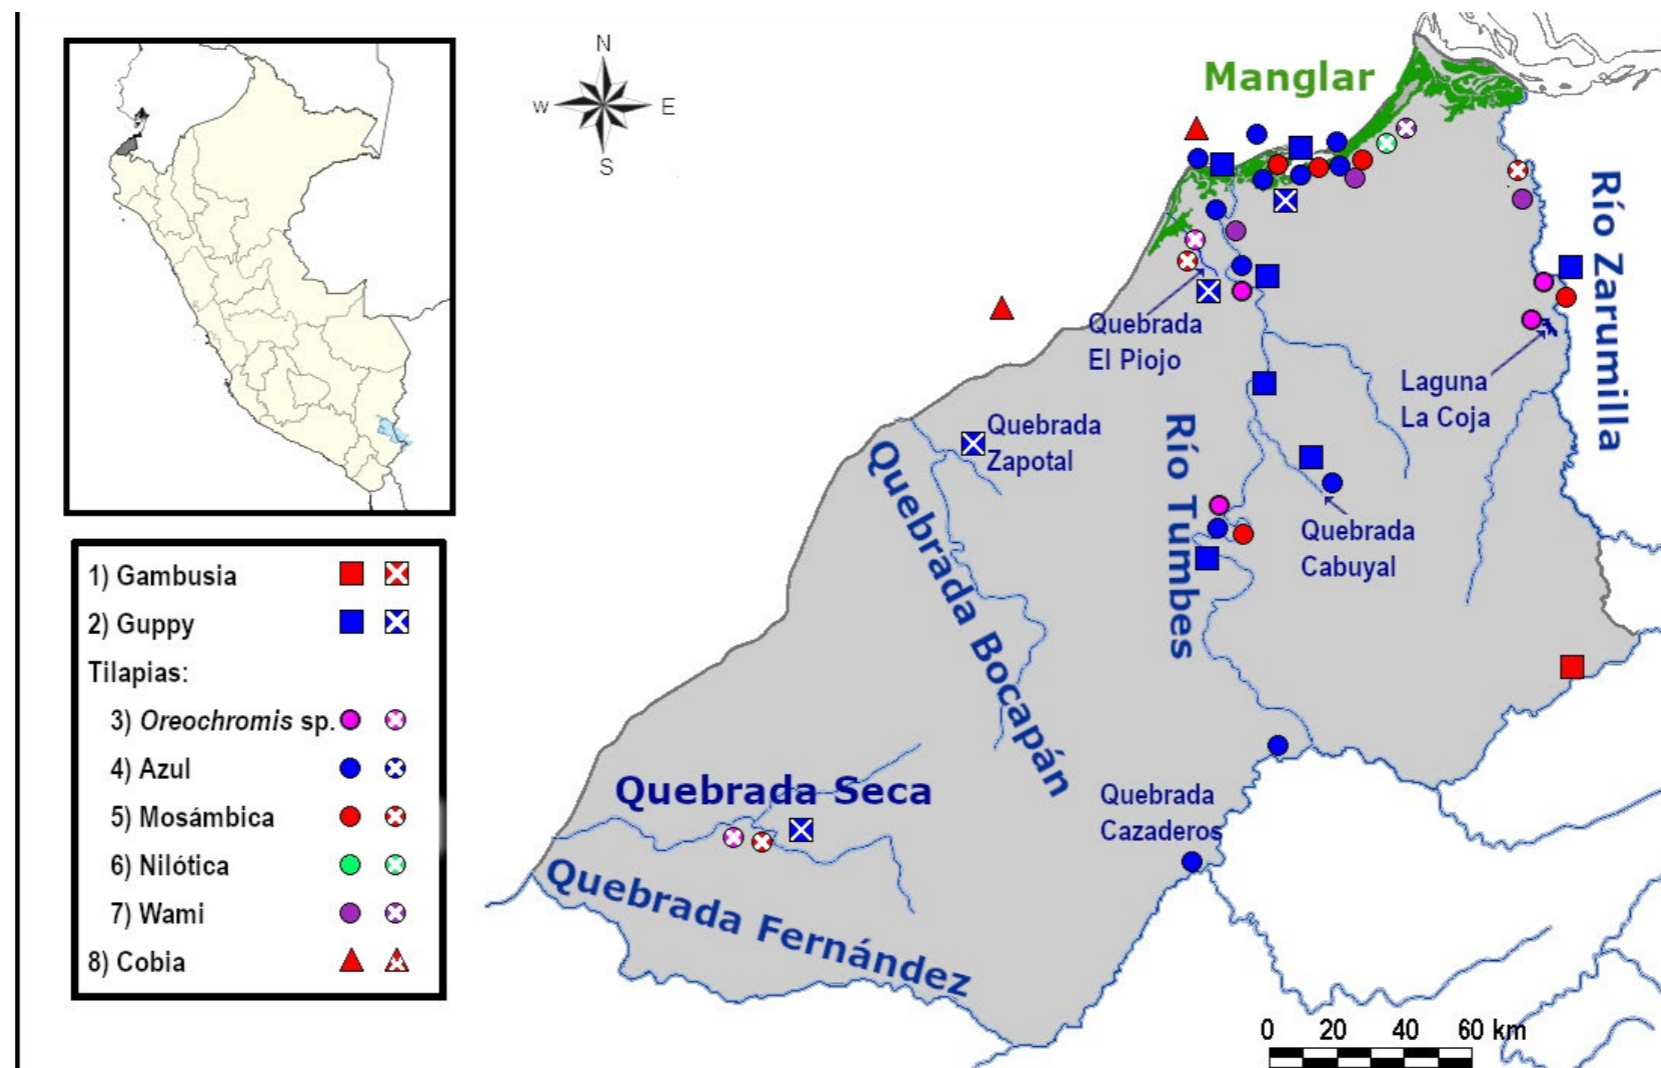 N
W
E
S
Manglar
Río Zarumilla
Quebrada
El Piojo
Laguna
La Coja
Quebrada
Zapotal
Río Tumbes
Quebrada Bocapán
Quebrada
Cabuyal
1) Gambusia
2) Guppy
Tilapias:
3) Oreochromis sp.
4) Azul
5) Mosámbica
6) Nilótica
7) Wami
8) Cobia
Quebrada Seca
Quebrada
Cazaderos
Quebrada Fernández
0 20 40 60 km